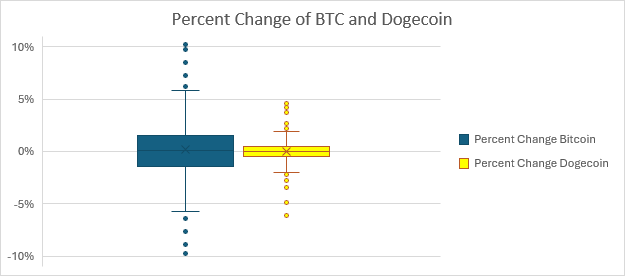 Percent Change of BTC and Dogecoin
10%
5%
0%
-5%
-10%
Percent Change Bitcoin
Percent Change Dogecoin